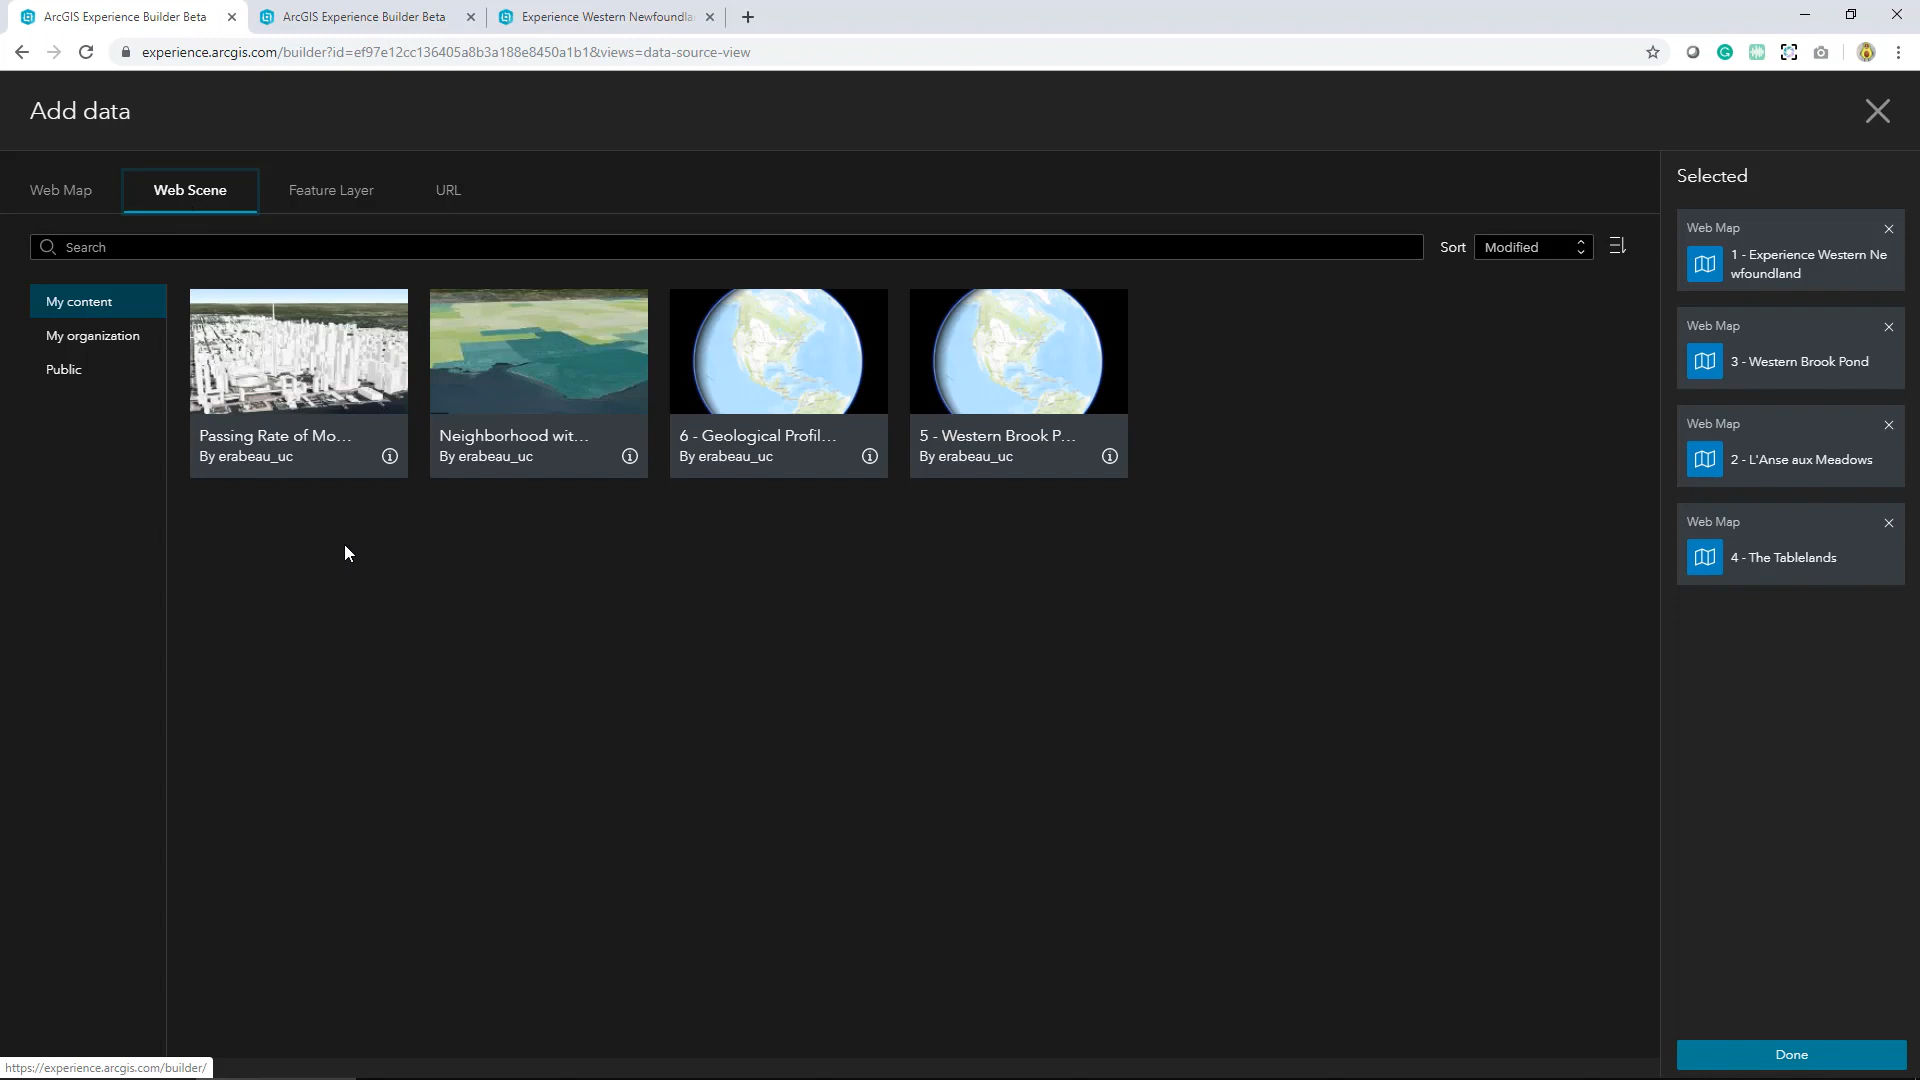 ArcGIS Experience Builder Beta
ArcGIS Experience Builder Beta
Experience Western Newfoundla
experience.arcgis.com/builder?id=ef97e12cc136405a8b3a188e8450a1b1&views=data-source-view
Add data
Web Map
Web Scene
Feature Layer
URL
Search
Sort
Modified
My content
My organization
Public
Passing Rate of Mo...
By erabeau_uc
Neighborhood wit...
By erabeau_uc
6 - Geological Profil...
By erabeau_uc
5 - Western Brook P...
By erabeau_uc
Selected
Web Map
1 - Experience Western Ne
wfoundland
Web Map
3 - Western Brook Pond
Web Map
2 - L'Anse aux Meadows
Web Map
4 - The Tablelands
Done
https://experience.arcgis.com/builder/